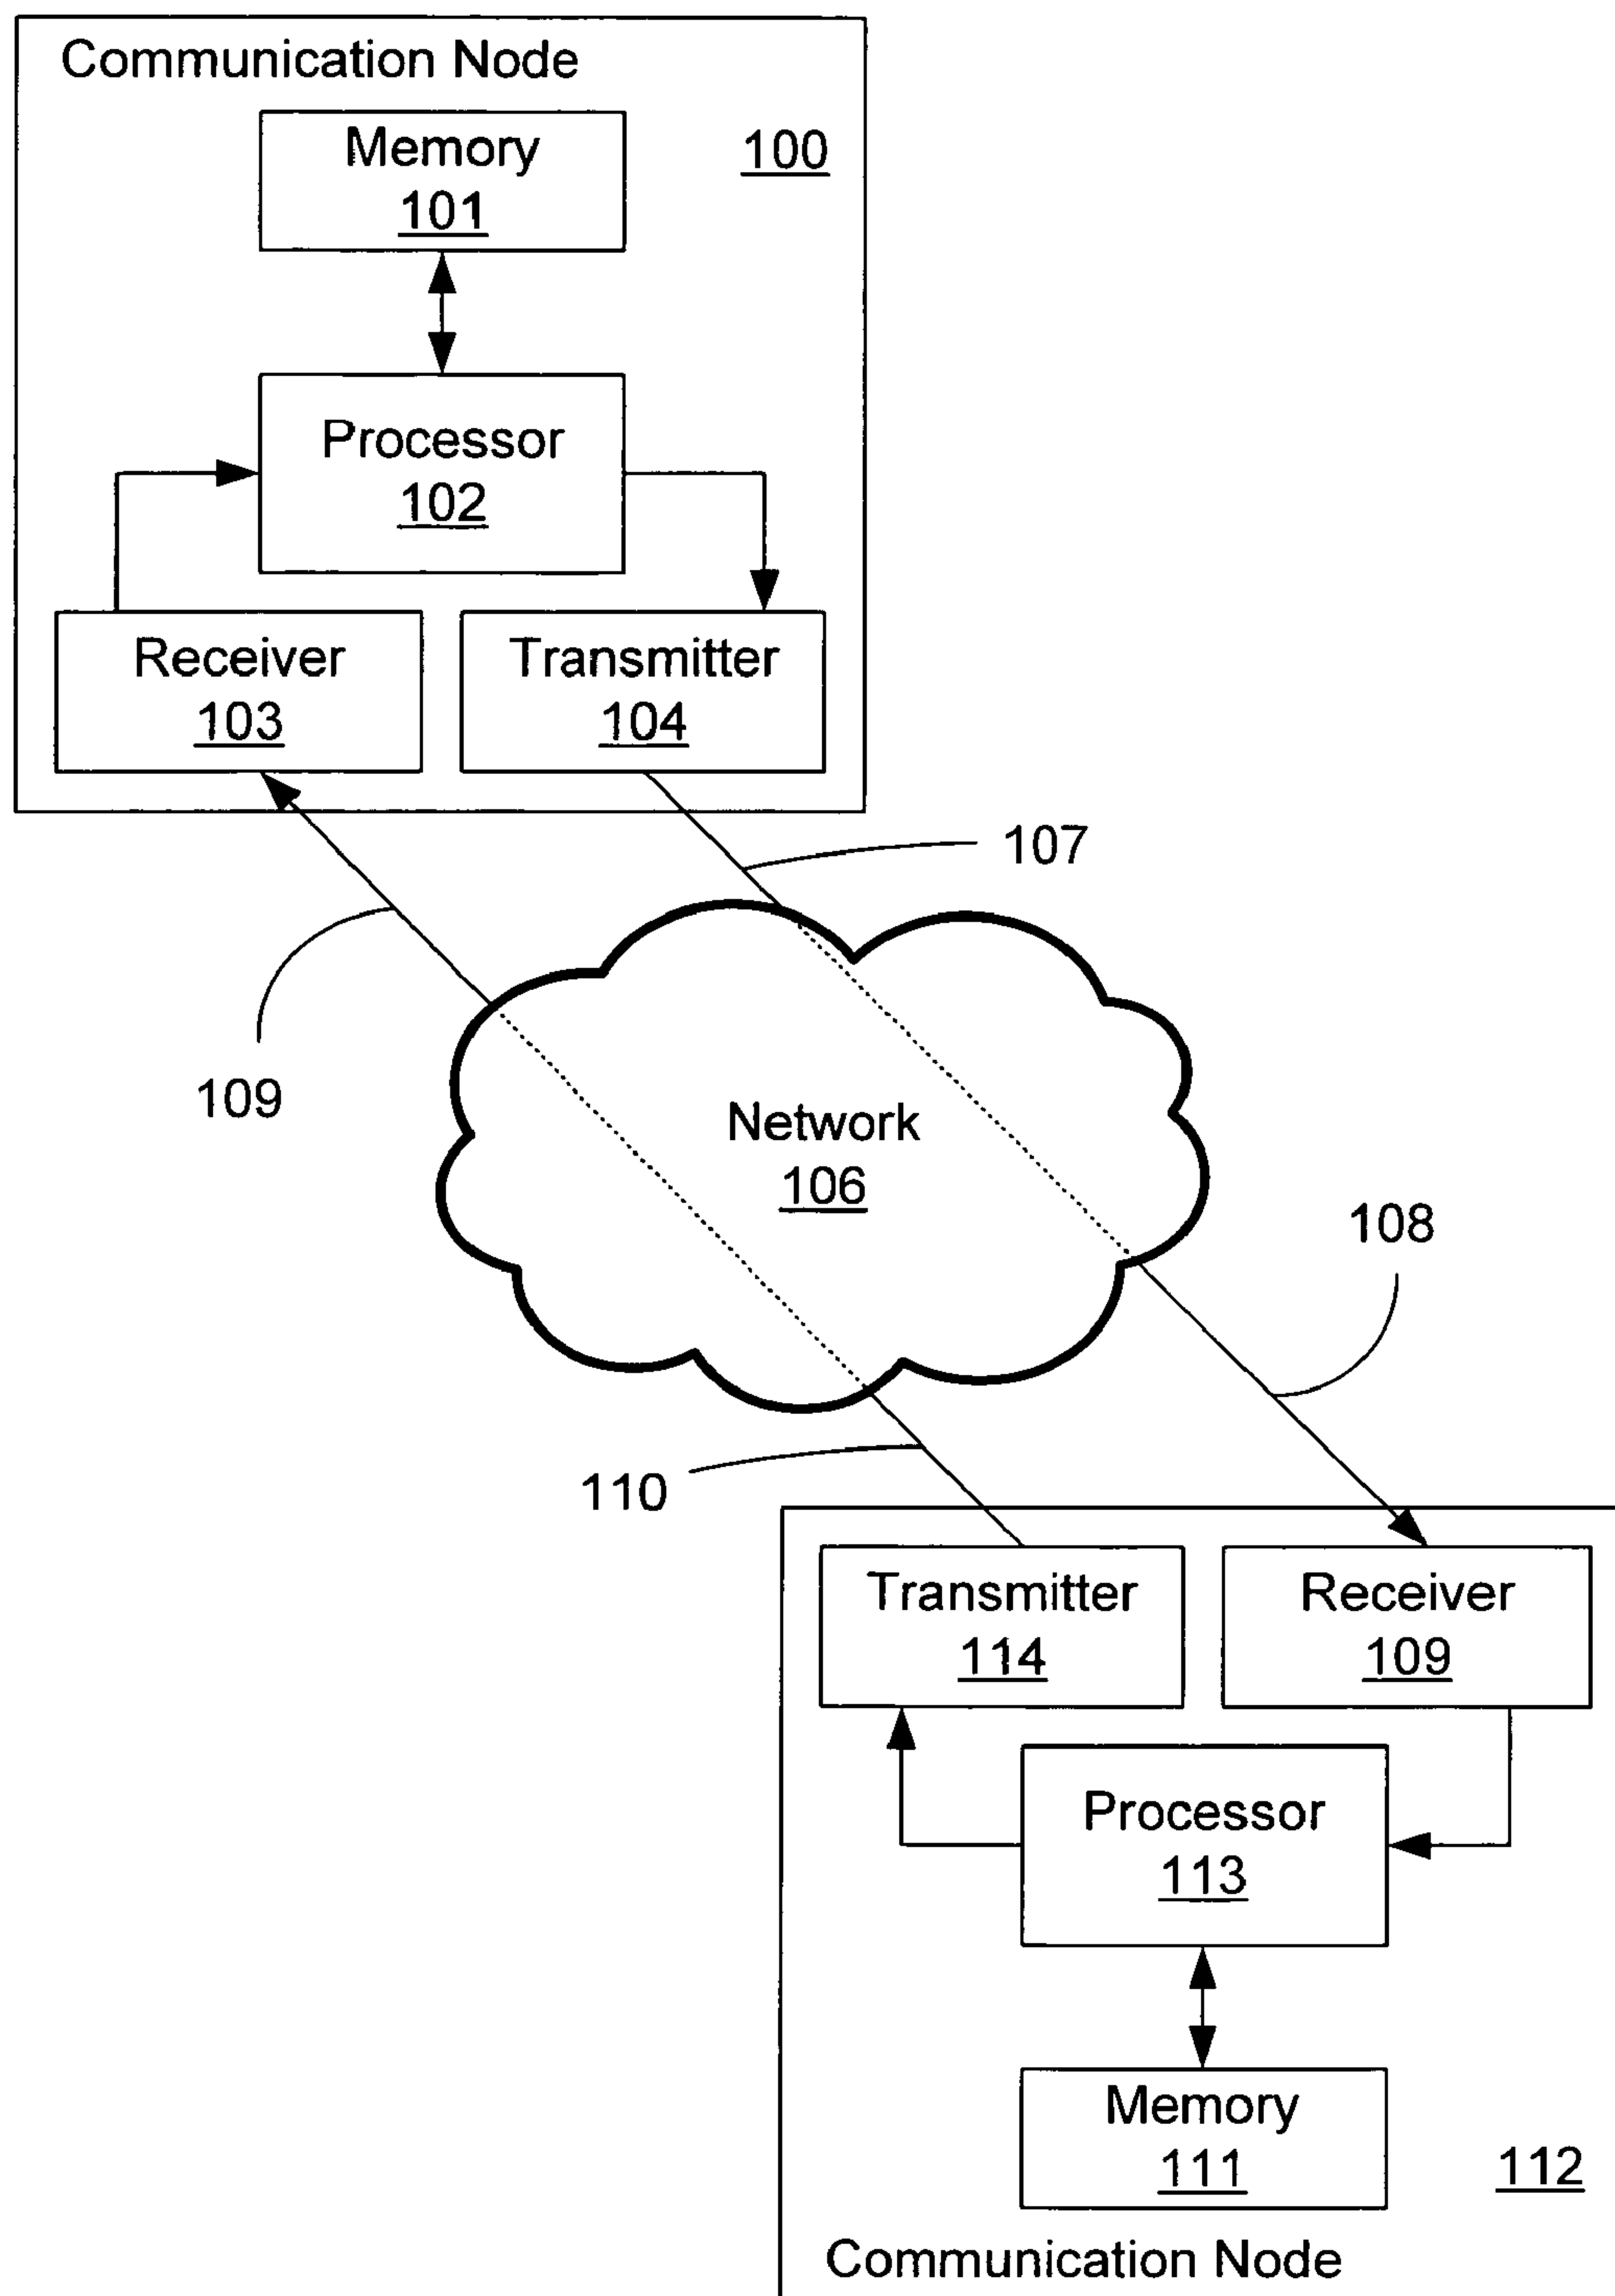 Communication Node
Memory
101
100
Processor
102
Receiver
103
Transmitter
104
107
109
Network
106
108
110
Transmitter
114
Receiver
109
Processor
113
Memory
111
112
Communication Node